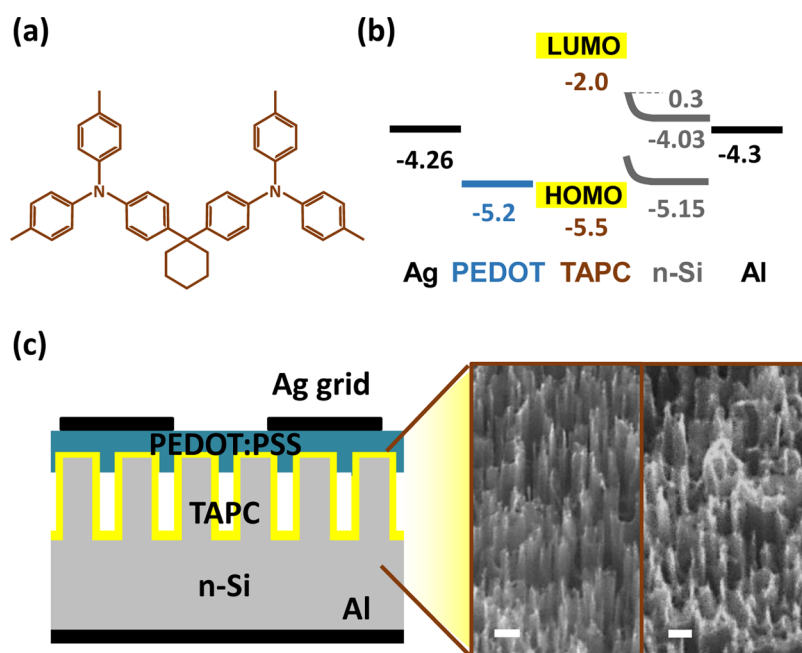 (a)
N
N
(b)
LUMO
-2.0
0.3
-4.03
-4.26
-4.3
HOMO
-5.2
-5.5
-5.15
Ag PEDOT TAPC n-Si Al
(c)
Ag grid
PEDOT:PSS
TAPC
n-Si
Al